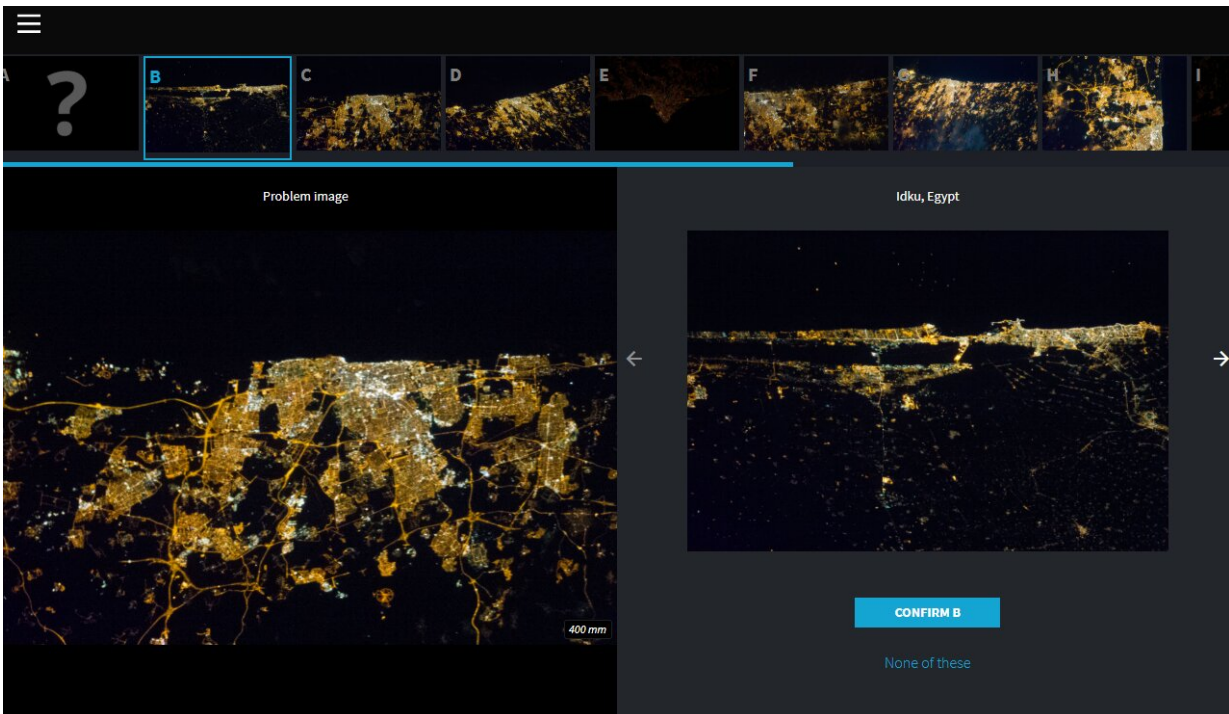 A
B
C
D
E
F
G
H
I
?
Problem image
Idku, Egypt
400 mm
CONFIRM B
None of these